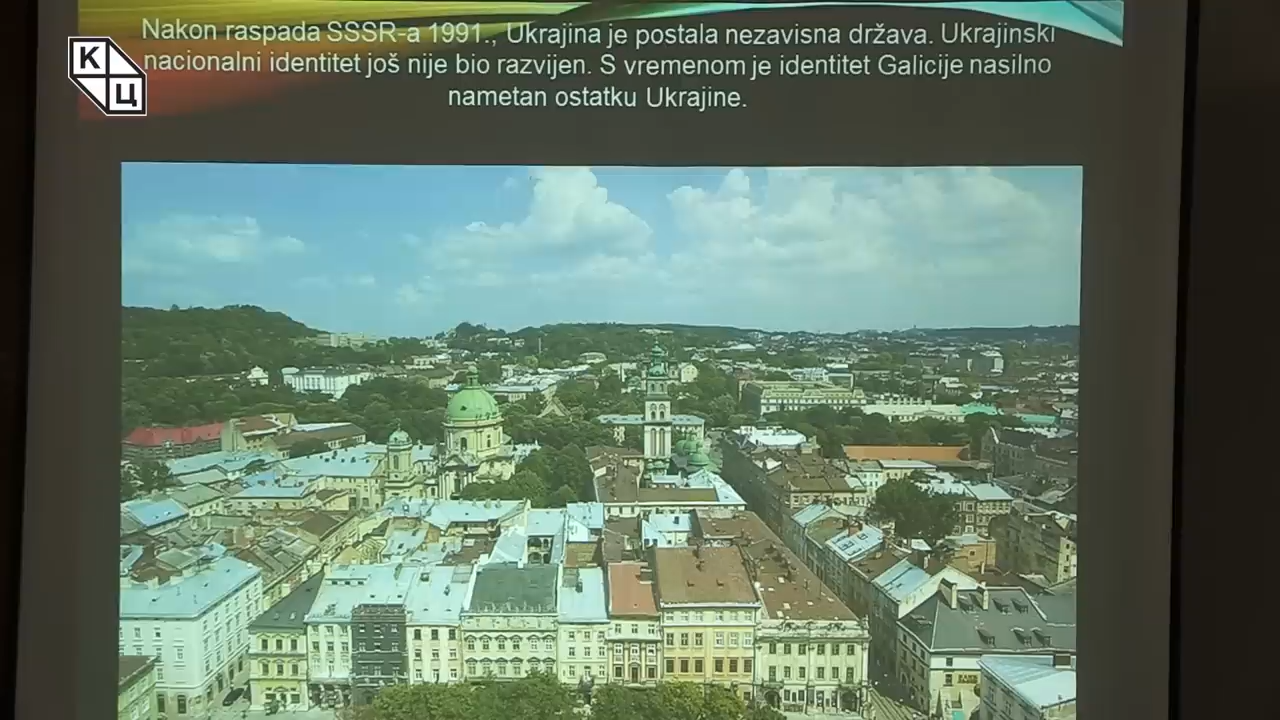 Nakon raspada SSSR-a 1991., Ukrajina je postala nezavisna država. Ukrajinski
nacionalni identitet još nije bio razvijen. S vremenom je identitet Galicije nasilno
nametan ostatku Ukrajine.
К
Ц